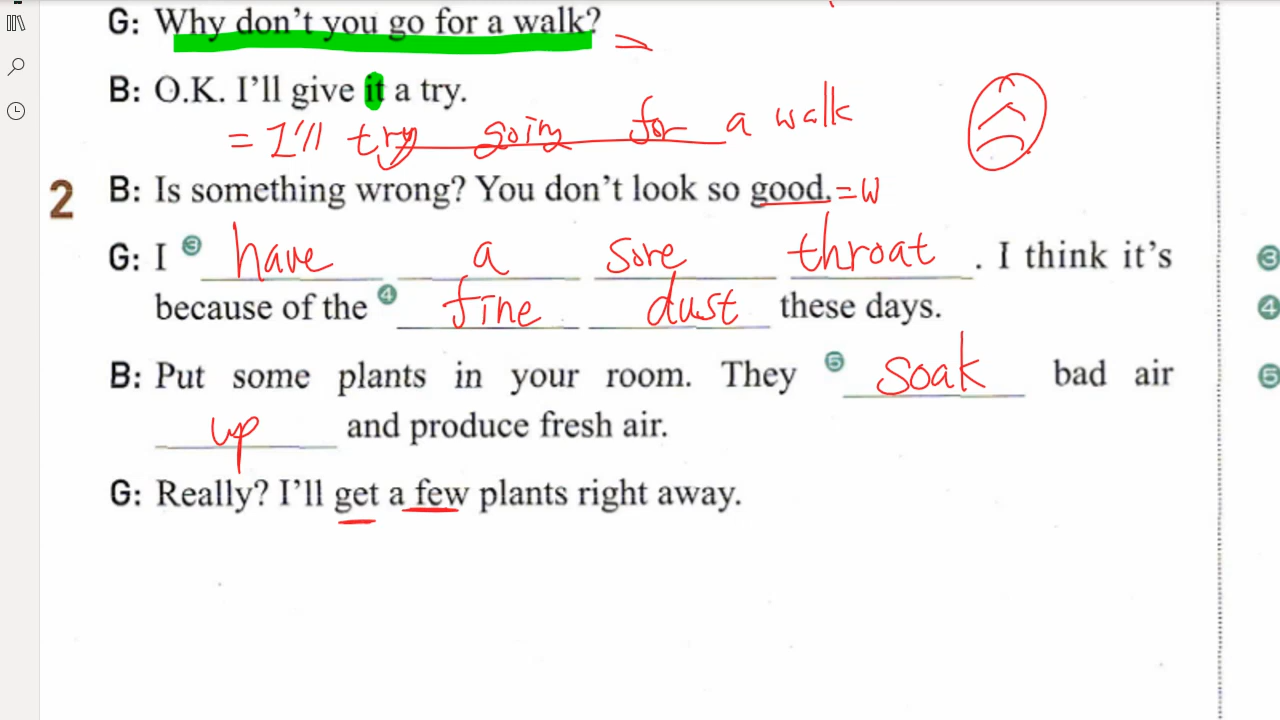 G: Why don't you go for a walk?
B: O.K. I'll give it a try.
= I'll try going for a walk
2 B: Is something wrong? You don't look so good. = W
G: I ③ have a sore throat. I think it's ③
because of the ④ fine dust these days. ④
B: Put some plants in your room. They ⑤ soak bad air ⑤
up and produce fresh air.
G: Really? I'll get a few plants right away.